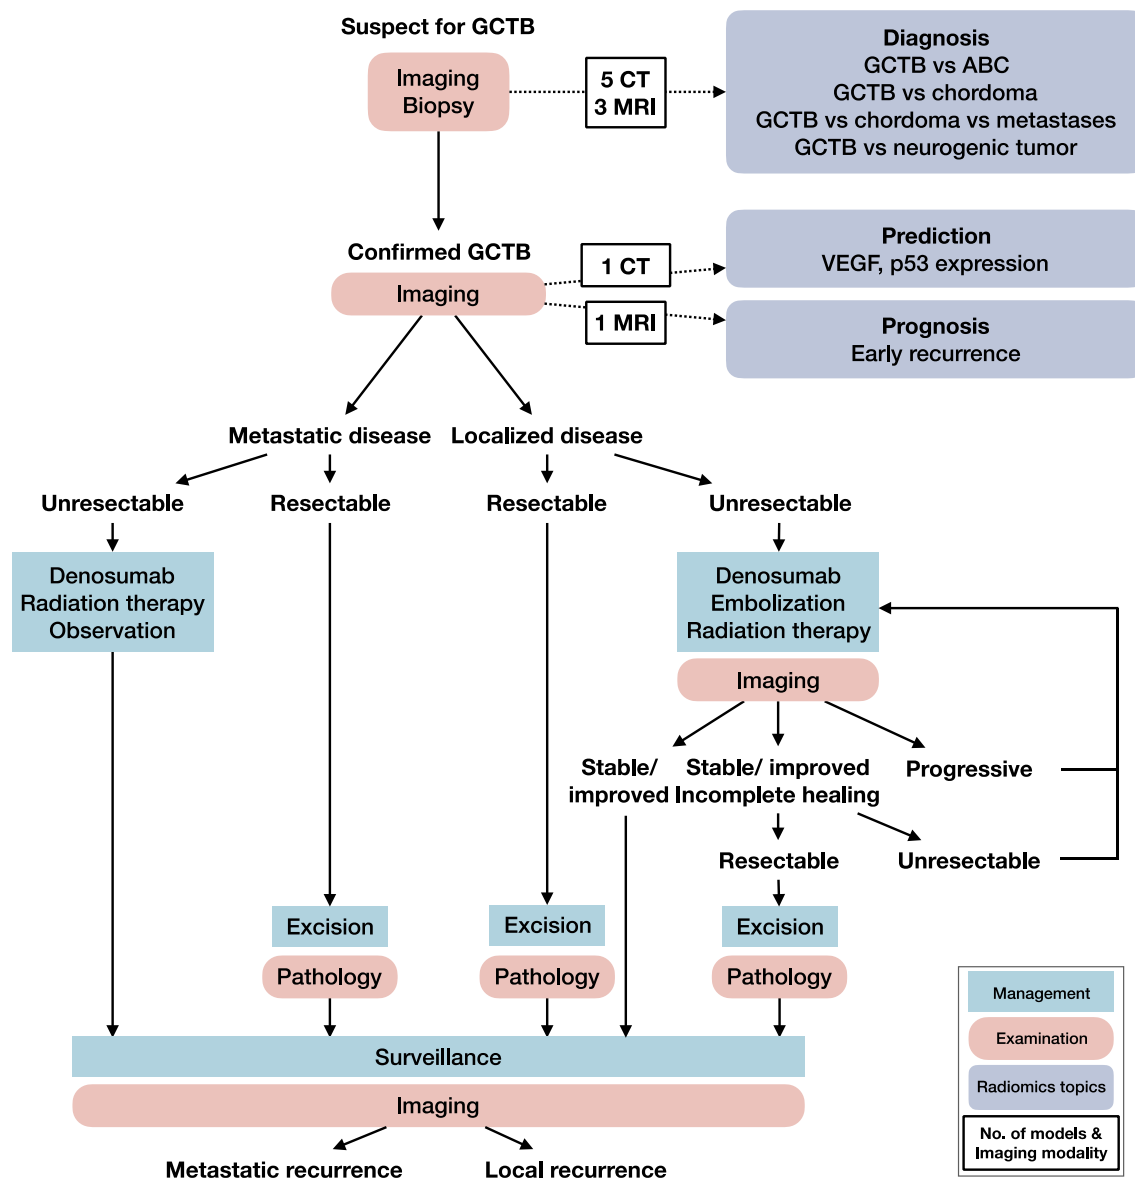 Suspect for GCTB
Imaging
Biopsy
5 CT
3 MRI
Diagnosis
GCTB vs ABC
GCTB vs chordoma
GCTB vs chordoma vs metastases
GCTB vs neurogenic tumor
Confirmed GCTB
Imaging
1 CT
1 MRI
Prediction
VEGF, p53 expression
Prognosis
Early recurrence
Metastatic disease
Localized disease
Unresectable
Resectable
Resectable
Unresectable
Denosumab
Radiation therapy
Observation
Denosumab
Embolization
Radiation therapy
Imaging
Stable/
improved
Stable/ improved
Incomplete healing
Progressive
Resectable
Unresectable
Excision
Excision
Excision
Pathology
Pathology
Pathology
Surveillance
Imaging
Metastatic recurrence
Local recurrence
Management
Examination
Radiomics topics
No. of models &
Imaging modality